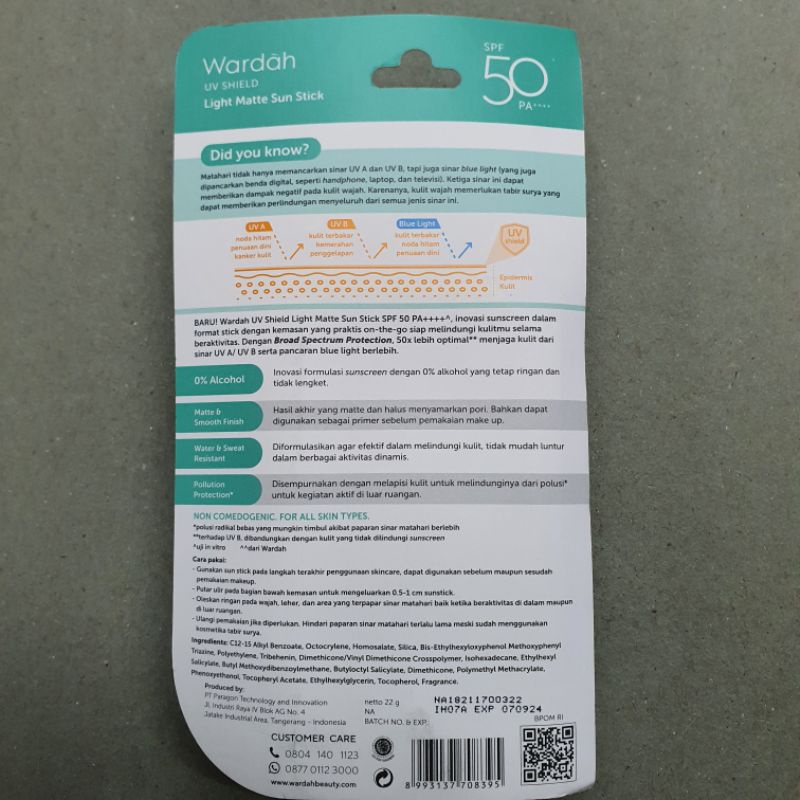 Wardah
UV SHIELD
Light Matte Sun Stick
SPF
50
PA++++
Did you know?
Matahari tidak hanya memancarkan sinar UV A dan UV B, tapi juga sinar blue light (yang juga
dipancarkan benda digital, seperti handphone, laptop, dan televisi). Ketiga sinar ini dapat
memberikan dampak negatif pada kulit wajah. Karenanya, kulit wajah memerlukan tabir surya yang
dapat memberikan perlindungan menyeluruh dari semua jenis sinar ini.
UV A
noda hitam
penuaan dini
kanker kulit
UV B
kulit terbakar
kemerahan
penggelapan
Blue Light
kulit terbakar
noda hitam
penuaan dini
UV
shield
Epidermis
Kulit
BARU! Wardah UV Shield Light Matte Sun Stick SPF 50 PA++++^, inovasi sunscreen dalam
format stick dengan kemasan yang praktis on-the-go siap melindungi kulitmu selama
beraktivitas. Dengan Broad Spectrum Protection, 50x lebih optimal** menjaga kulit dari
sinar UV A/ UV B serta pancaran blue light berlebih.
0% Alcohol
Inovasi formulasi sunscreen dengan 0% alkohol yang tetap ringan dan
tidak lengket.
Matte &
Smooth Finish
Hasil akhir yang matte dan halus menyamarkan pori. Bahkan dapat
digunakan sebagai primer sebelum pemakaian make up.
Water & Sweat
Resistant
Diformulasikan agar efektif dalam melindungi kulit, tidak mudah luntur
dalam berbagai aktivitas dinamis.
Pollution
Protection*
Disempurnakan dengan melapisi kulit untuk melindunginya dari polusi*
untuk kegiatan aktif di luar ruangan.
NON COMEDOGENIC. FOR ALL SKIN TYPES.
*polusi radikal bebas yang mungkin timbul akibat paparan sinar matahari berlebih
**terhadap UV B, dibandingkan dengan kulit yang tidak dilindungi sunscreen
^uji in vitro ^^dari Wardah
Cara pakai:
- Gunakan sun stick pada langkah terakhir penggunaan skincare, dapat digunakan sebelum maupun sesudah
pemakaian makeup.
- Putar ulir pada bagian bawah kemasan untuk mengeluarkan 0.5-1 cm sunstick.
- Oleskan ringan pada wajah, leher, dan area yang terpapar sinar matahari baik ketika beraktivitas di dalam maupun
di luar ruangan.
- Ulangi pemakaian jika diperlukan. Hindari paparan sinar matahari terlalu lama meski sudah menggunakan
kosmetika tabir surya.
Ingredients: C12-15 Alkyl Benzoate, Octocrylene, Homosalate, Silica, Bis-Ethylhexyloxyphenol Methoxyphenyl
Triazine, Polyethylene, Tribehenin, Dimethicone/Vinyl Dimethicone Crosspolymer, Isohexadecane, Ethylhexyl
Salicylate, Butyl Methoxydibenzoylmethane, Butyloctyl Salicylate, Dimethicone, Polymethyl Methacrylate,
Phenoxyethanol, Tocopheryl Acetate, Ethylhexylglycerin, Tocopherol, Fragrance.
Produced by:
PT Paragon Technology and Innovation
Jl. Industri Raya IV Blok AG No. 4
Jatake Industrial Area, Tangerang - Indonesia
netto 22 g
NA
BATCH NO. & EXP.:
NA18211700322
IH07A EXP 070924
BPOM RI
CUSTOMER CARE
0804 140 1123
0877 0112 3000
www.wardahbeauty.com
8 993137 708395